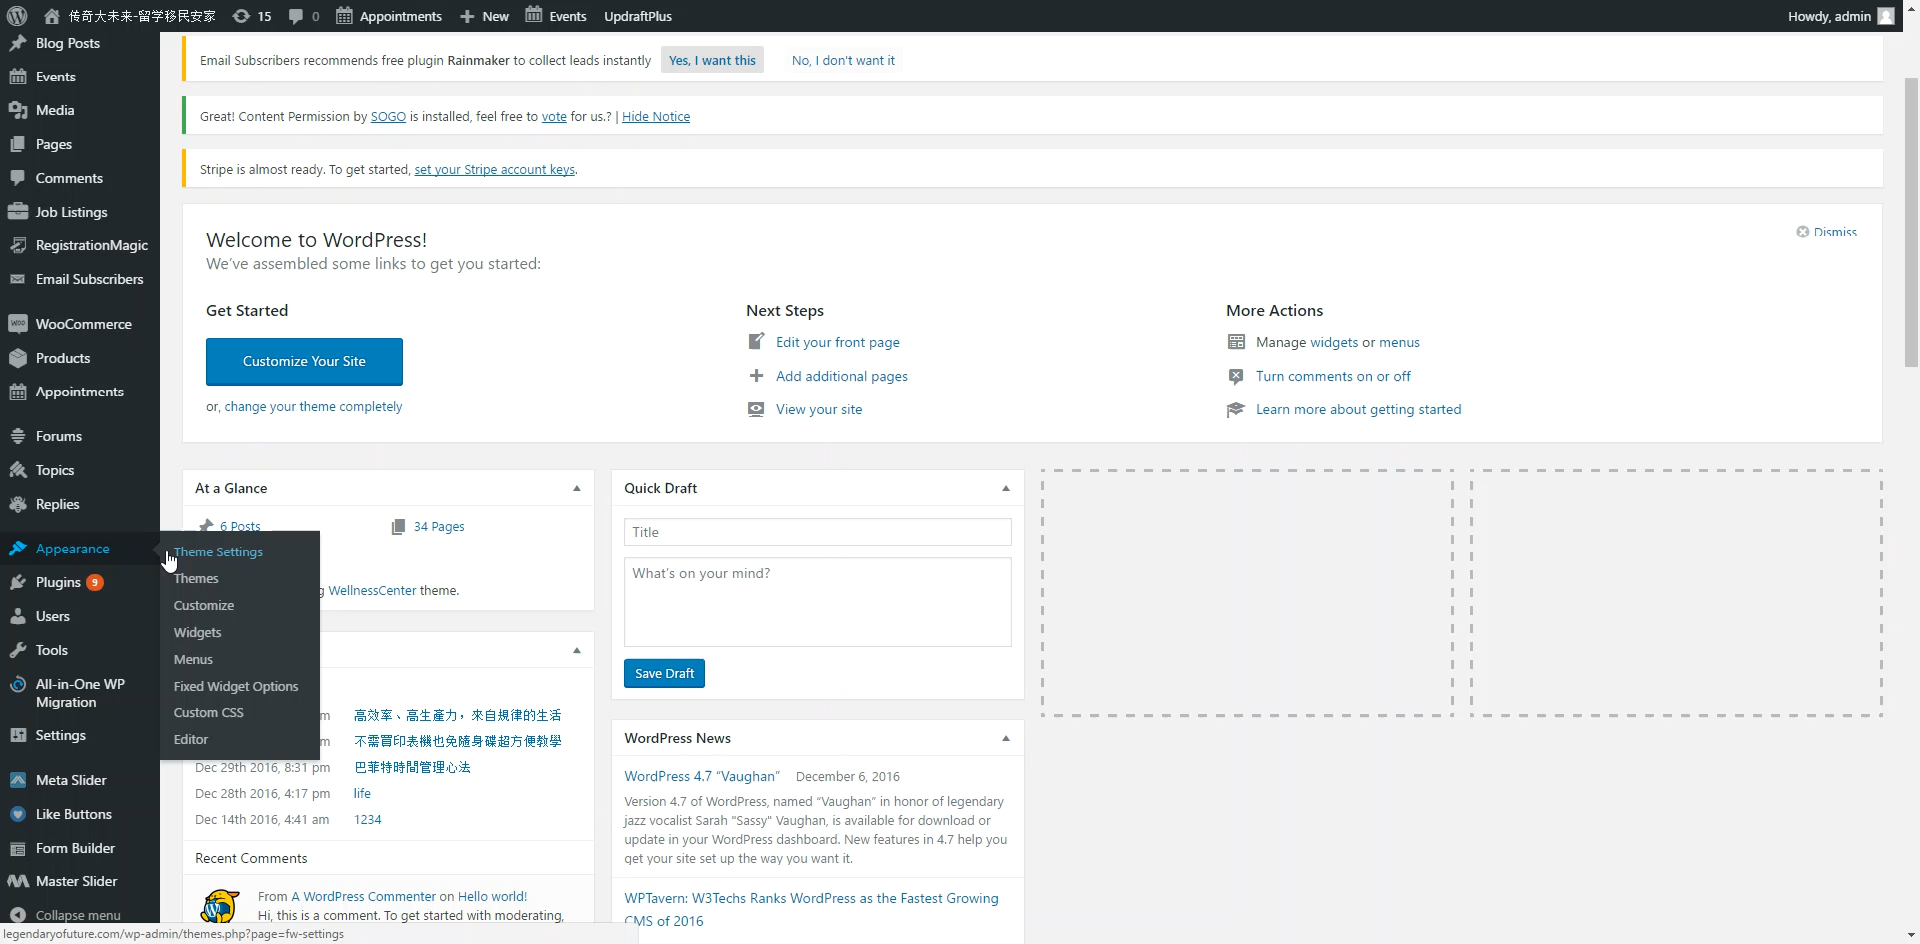 传奇大未来-留学移民安家 15 0 Appointments New Events UpdraftPlus Howdy, admin
Blog Posts
Events
Media
Pages
Comments
Job Listings
RegistrationMagic
Email Subscribers
WooCommerce
Products
Appointments
Forums
Topics
Replies
Appearance
Plugins 9
Users
Tools
All-in-One WP
Migration
Settings
Meta Slider
Like Buttons
Form Builder
Master Slider
Collapse menu
Theme Settings
Themes
Customize
Widgets
Menus
Fixed Widget Options
Custom CSS
Editor
Email Subscribers recommends free plugin Rainmaker to collect leads instantly Yes, I want this No, I don't want it
Great! Content Permission by SOGO is installed, feel free to vote for us.? | Hide Notice
Stripe is almost ready. To get started, set your Stripe account keys.
Welcome to WordPress!
Dismiss
We've assembled some links to get you started:
Get Started
Customize Your Site
or, change your theme completely
Next Steps
Edit your front page
Add additional pages
View your site
More Actions
Manage widgets or menus
Turn comments on or off
Learn more about getting started
At a Glance
6 Posts 34 Pages
g WellnessCenter theme.
m 高效率、高生產力，來自規律的生活
m 不需買印表機也免隨身碟超方便教學
Dec 29th 2016, 8:31 pm 巴菲特時間管理心法
Dec 28th 2016, 4:17 pm life
Dec 14th 2016, 4:41 am 1234
Recent Comments
From A WordPress Commenter on Hello world!
Hi, this is a comment. To get started with moderating,
Quick Draft
Title
What's on your mind?
Save Draft
WordPress News
WordPress 4.7 “Vaughan” December 6, 2016
Version 4.7 of WordPress, named “Vaughan” in honor of legendary
jazz vocalist Sarah "Sassy" Vaughan, is available for download or
update in your WordPress dashboard. New features in 4.7 help you
get your site set up the way you want it.
WPTavern: W3Techs Ranks WordPress as the Fastest Growing
CMS of 2016
legendaryofuture.com/wp-admin/themes.php?page=fw-settings